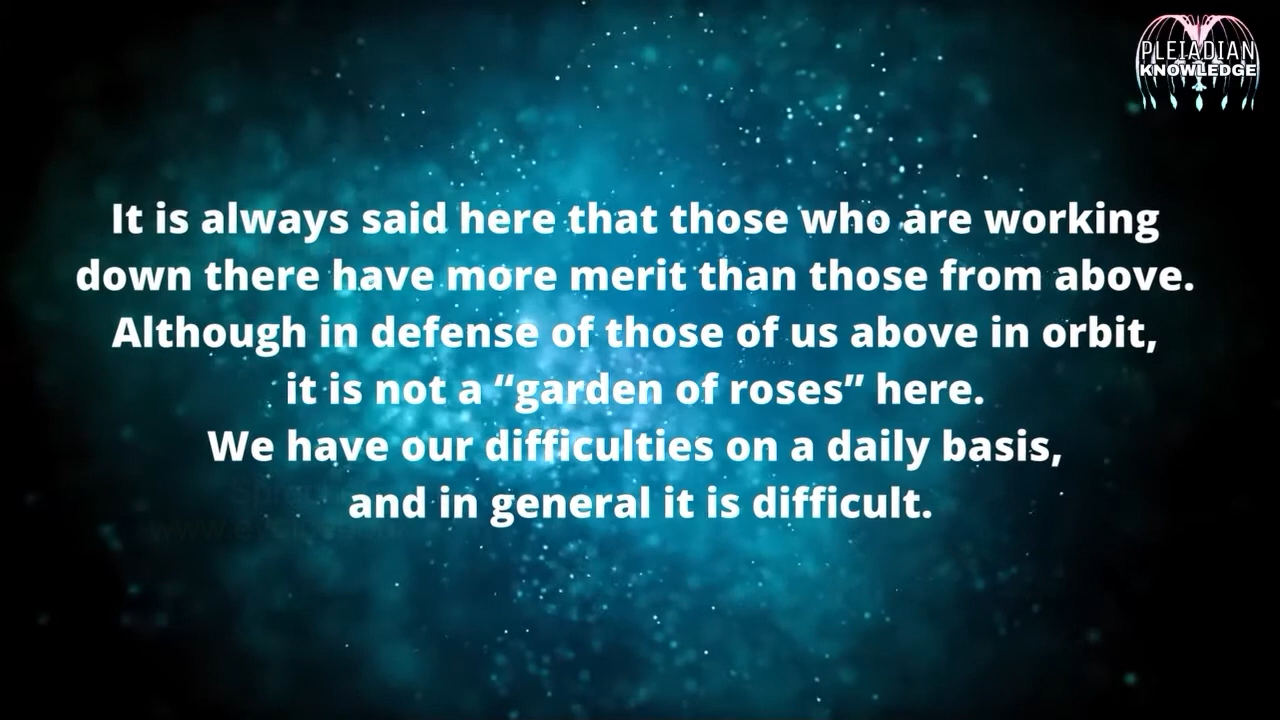 PLEIADIAN
KNOWLEDGE
It is always said here that those who are working
down there have more merit than those from above.
Although in defense of those of us above in orbit,
it is not a “garden of roses” here.
We have our difficulties on a daily basis,
and in general it is difficult.